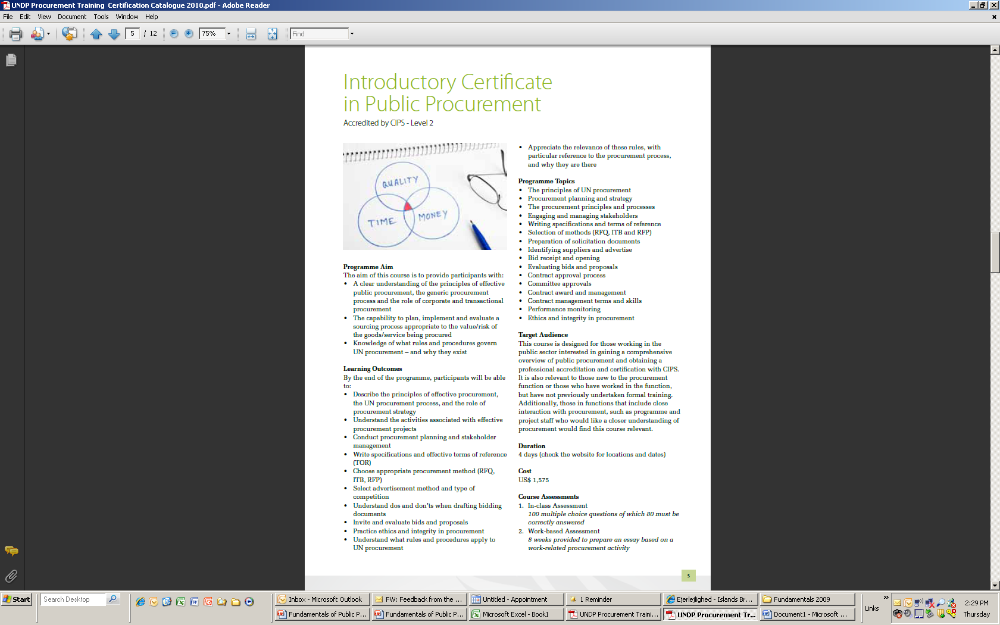 UNDP Procurement Training  Certification Catalogue 2010.pdf - Adobe Reader
File Edit View Document Tools Window Help
5 / 12 75% Find
Introductory Certificate
in Public Procurement
Accredited by CIPS - Level 2
QUALITY
TIME
MONEY
Programme Aim
The aim of this course is to provide participants with:
• A clear understanding of the principles of effective
public procurement, the generic procurement
process and the role of corporate and transactional
procurement
• The capability to plan, implement and evaluate a
sourcing process appropriate to the value/risk of
the goods/service being procured
• Knowledge of what rules and procedures govern
UN procurement – and why they exist
Learning Outcomes
By the end of the programme, participants will be able
to:
• Describe the principles of effective procurement,
the UN procurement process, and the role of
procurement strategy
• Understand the activities associated with effective
procurement projects
• Conduct procurement planning and stakeholder
management
• Write specifications and effective terms of reference
(TOR)
• Choose appropriate procurement method (RFQ,
ITB, RFP)
• Select advertisement method and type of
competition
• Understand dos and don'ts when drafting bidding
documents
• Invite and evaluate bids and proposals
• Practice ethics and integrity in procurement
• Understand what rules and procedures apply to
UN procurement
• Appreciate the relevance of these rules, with
particular reference to the procurement process,
and why they are there
Programme Topics
• The principles of UN procurement
• Procurement planning and strategy
• The procurement principles and processes
• Engaging and managing stakeholders
• Writing specifications and terms of reference
• Selection of methods (RFQ, ITB and RFP)
• Preparation of solicitation documents
• Identifying suppliers and advertise
• Bid receipt and opening
• Evaluating bids and proposals
• Contract approval process
• Committee approvals
• Contract award and management
• Contract management terms and skills
• Performance monitoring
• Ethics and integrity in procurement
Target Audience
This course is designed for those working in the
public sector interested in gaining a comprehensive
overview of public procurement and obtaining a
professional accreditation and certification with CIPS.
It is also relevant to those new to the procurement
function or those who have worked in the function,
but have not previously undertaken formal training.
Additionally, those in functions that include close
interaction with procurement, such as programme and
project staff who would like a closer understanding of
procurement would find this course relevant.
Duration
4 days (check the website for locations and dates)
Cost
US$ 1,575
Course Assessments
1. In-class Assessment
100 multiple choice questions of which 80 must be
correctly answered
2. Work-based Assessment
8 weeks provided to prepare an essay based on a
work-related procurement activity
5
Start
Search Desktop
Inbox - Microsoft Outlook
FW: Feedback from the ...
Untitled - Appointment
1 Reminder
Ejerlejlighed - Islands Br...
Fundamentals 2009
Fundamentals of Public P...
Fundamentals of Public P...
Microsoft Excel - Book1
UNDP Procurement Traini...
UNDP Procurement Tr...
Document1 - Microsoft ...
Links
2:29 PM
Thursday